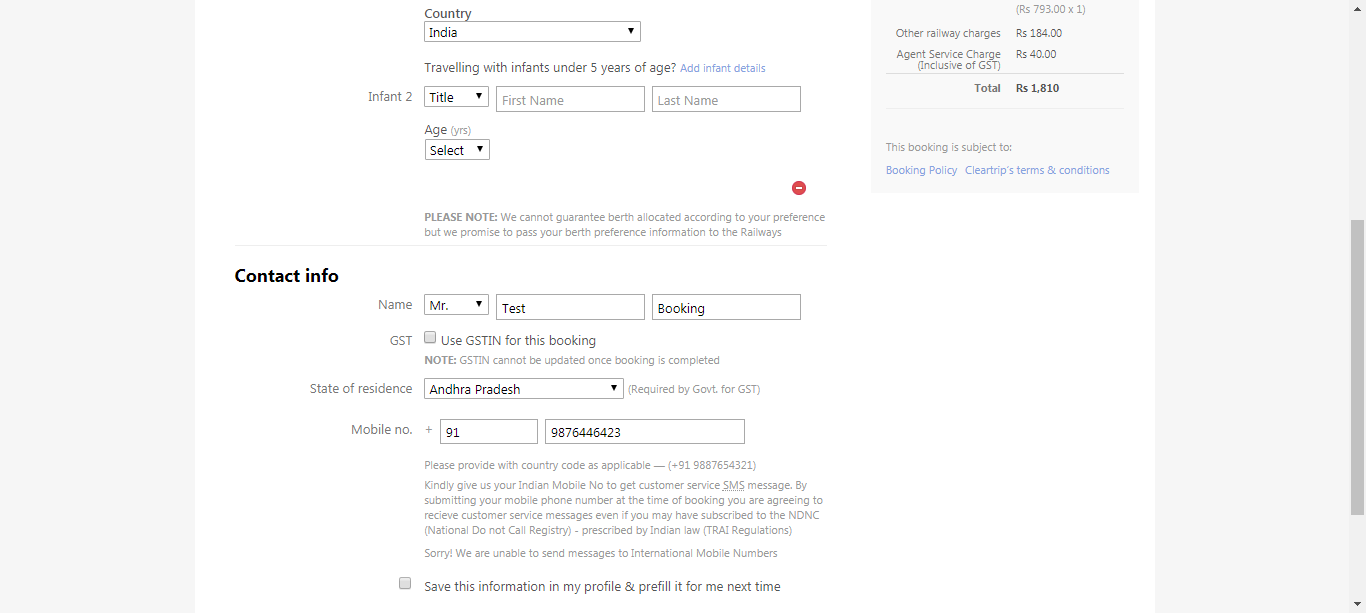 Country
India
Travelling with infants under 5 years of age? Add infant details
Infant 2 Title First Name Last Name
Age (yrs)
Select
PLEASE NOTE: We cannot guarantee berth allocated according to your preference
but we promise to pass your berth preference information to the Railways
Contact info
Name Mr. Test Booking
GST Use GSTIN for this booking
NOTE: GSTIN cannot be updated once booking is completed
State of residence Andhra Pradesh (Required by Govt. for GST)
Mobile no. + 91 9876446423
Please provide with country code as applicable — (+91 9887654321)
Kindly give us your Indian Mobile No to get customer service SMS message. By
submitting your mobile phone number at the time of booking you are agreeing to
recieve customer service messages even if you may have subscribed to the NDNC
(National Do not Call Registry) - prescribed by Indian law (TRAI Regulations)
Sorry! We are unable to send messages to International Mobile Numbers
Save this information in my profile & prefill it for me next time
(Rs 793.00 x 1)
Other railway charges Rs 184.00
Agent Service Charge Rs 40.00
(Inclusive of GST)
Total Rs 1,810
This booking is subject to:
Booking Policy Cleartrip's terms & conditions